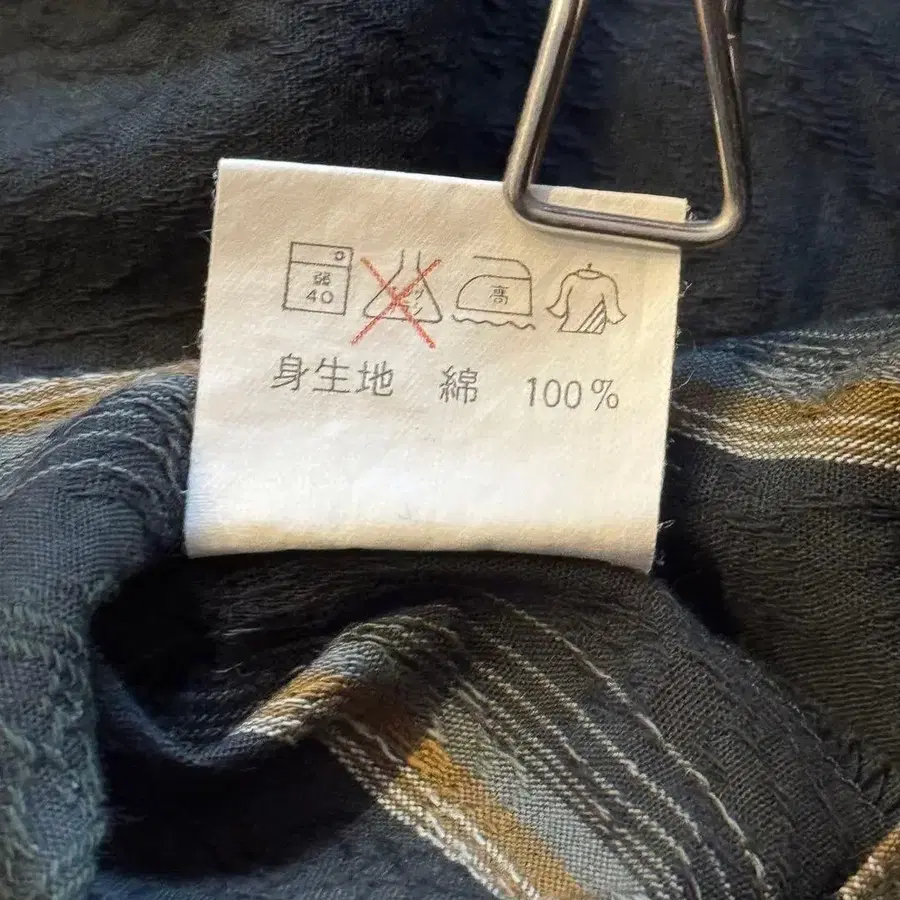 弱
40
高
身生地 綿 100%